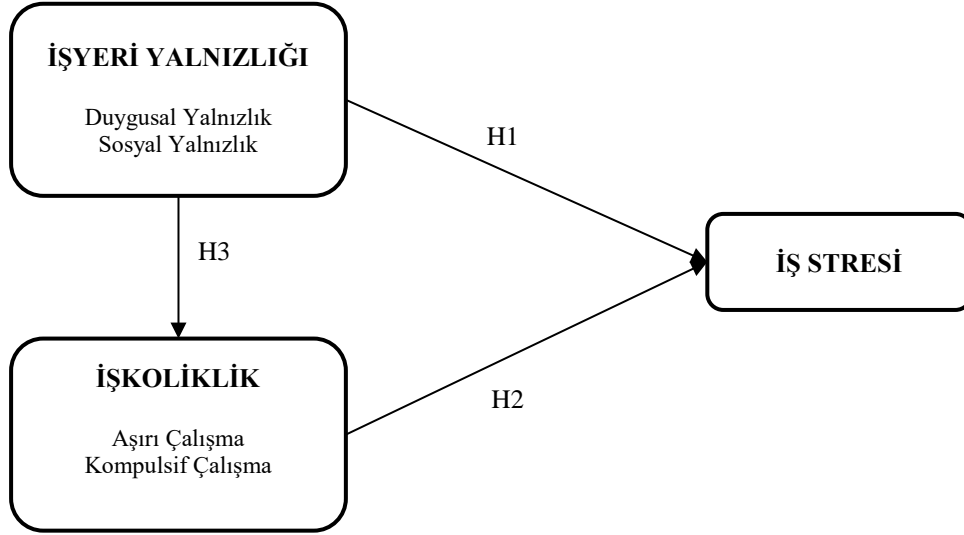 İŞYERİ YALNIZLIĞI
Duygusal Yalnızlık
Sosyal Yalnızlık
H1
H3
İŞ STRESİ
İŞKOLİKLİK
Aşırı Çalışma
Kompulsif Çalışma
H2